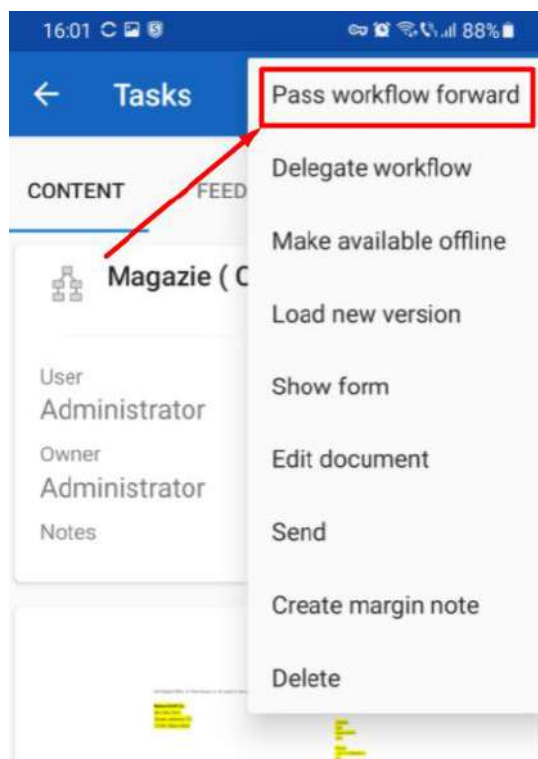 16:01 C 88%
Tasks
Pass workflow forward
Delegate workflow
CONTENT FEED
Make available offline
Magazie ( C
Load new version
User
Administrator
Show form
Owner
Administrator
Edit document
Notes
Send
Create margin note
Delete